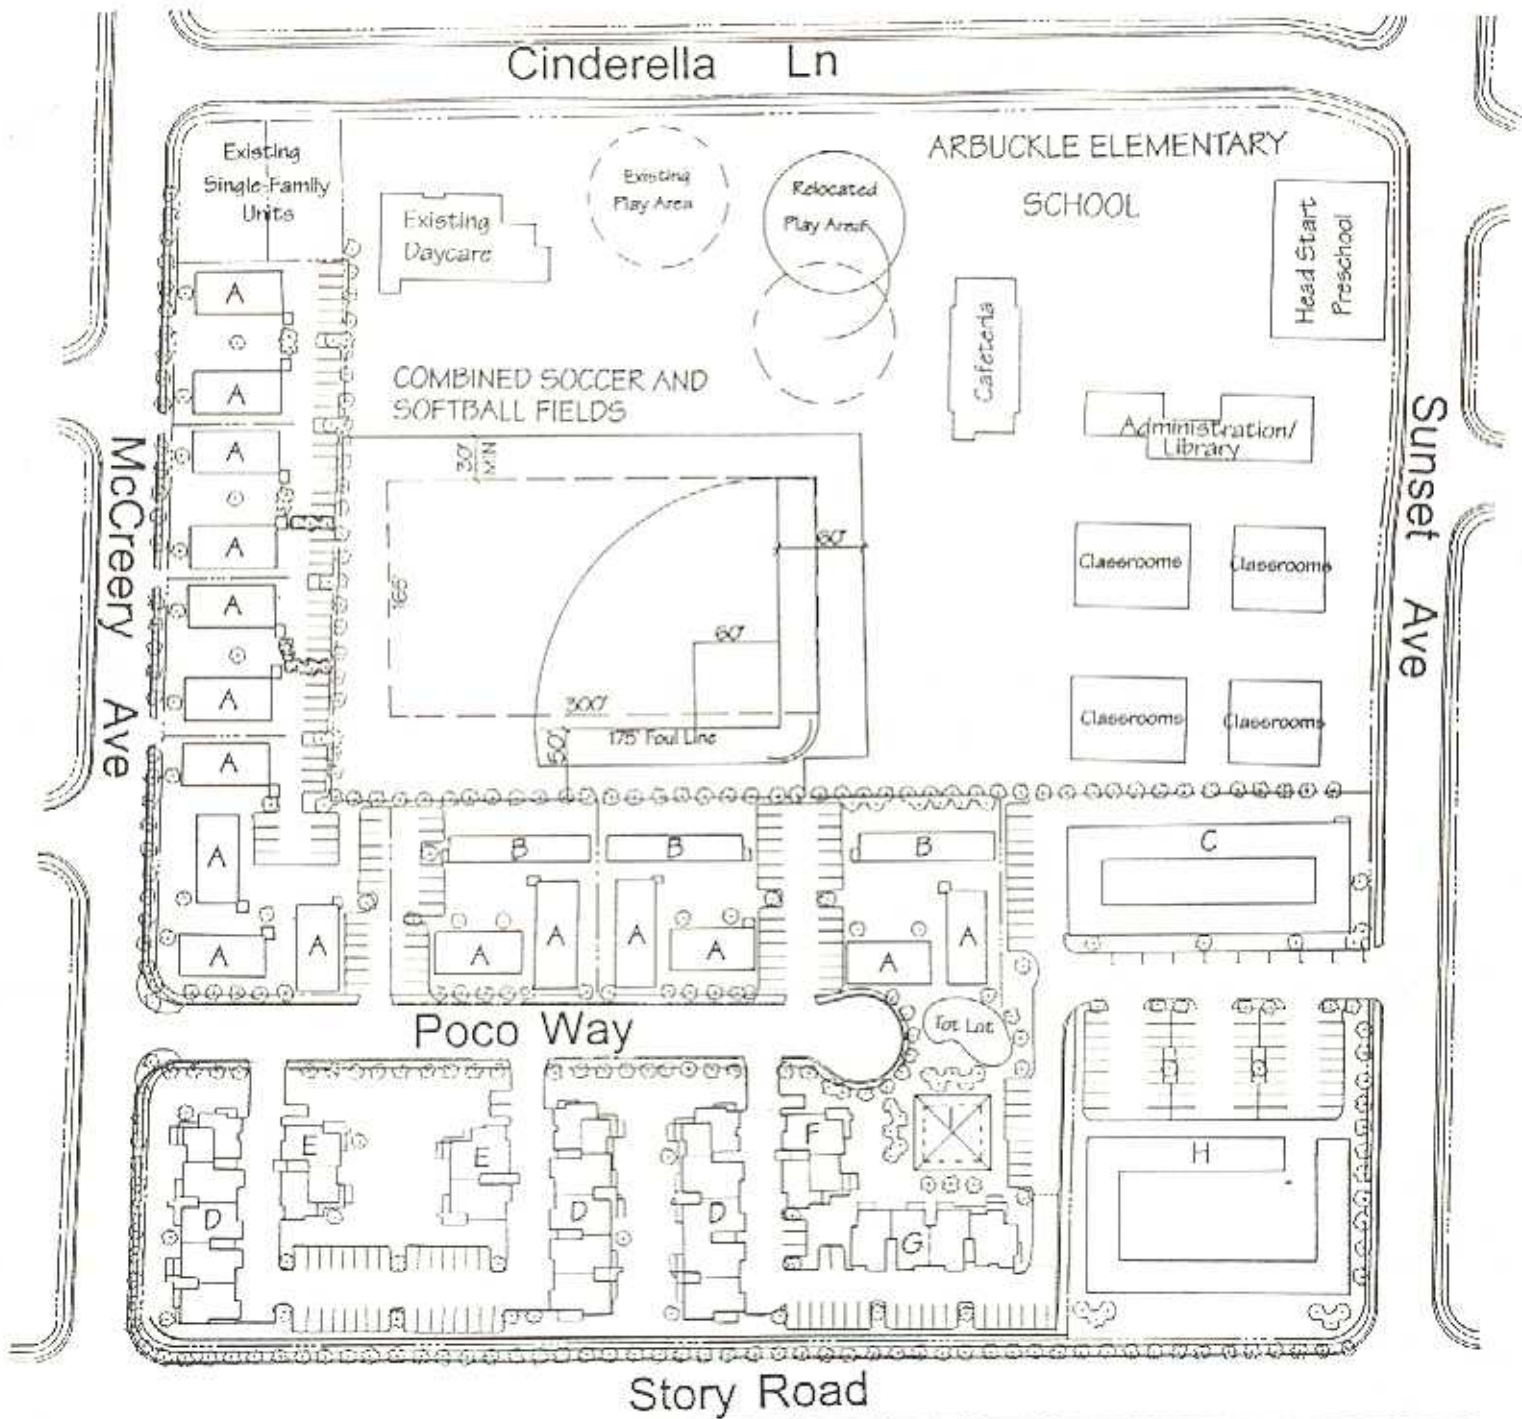 Cinderella Ln
ARBUCKLE ELEMENTARY
SCHOOL
Existing
Single-Family
Units
Existing
Daycare
Existing
Play Area
Relocated
Play Areas
Head Start
Preschool
Cafeteria
COMBINED SOCCER AND
SOFTBALL FIELDS
Administration/
Library
McCreery Ave
Sunset Ave
30'
MIN
60'
165'
60'
300'
175' Foul Line
50'
Classrooms
Classrooms
Classrooms
Classrooms
A
A
A
A
A
A
A
A
A
A
B
B
B
C
A
A
A
A
A
A
Poco Way
Tot Lot
E
E
F
H
D
D
D
G
Story Road